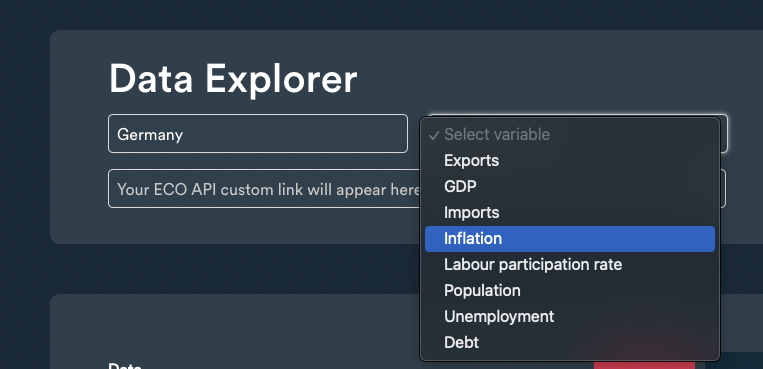 Data Explorer
Germany
✓ Select variable
Exports
GDP
Imports
Inflation
Labour participation rate
Population
Unemployment
Debt
Your ECO API custom link will appear here
Data